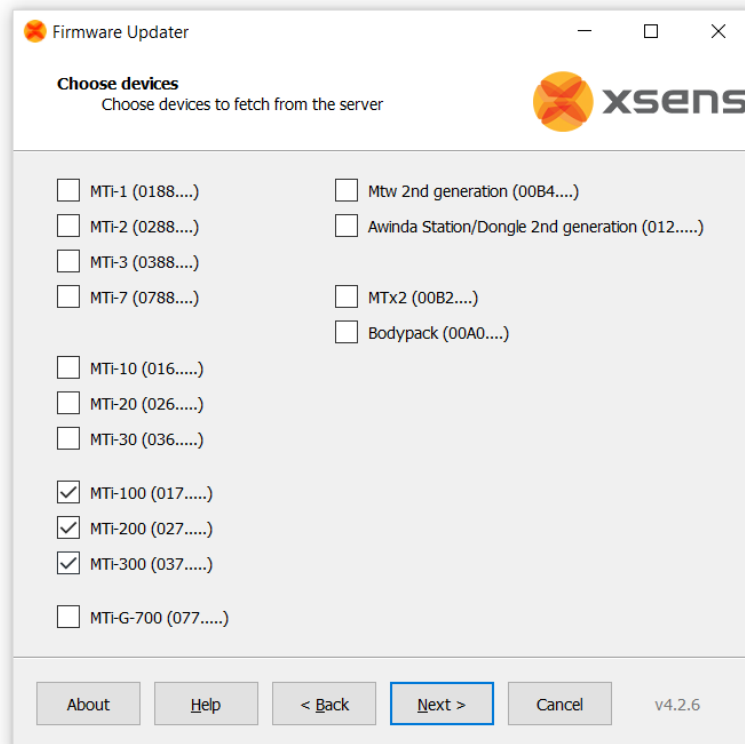 Firmware Updater
Choose devices
Choose devices to fetch from the server
xsens
MTi-1 (0188....)
MTi-2 (0288....)
MTi-3 (0388....)
MTi-7 (0788....)
MTi-10 (016.....)
MTi-20 (026.....)
MTi-30 (036.....)
MTi-100 (017.....)
MTi-200 (027.....)
MTi-300 (037.....)
MTi-G-700 (077.....)
Mtw 2nd generation (00B4....)
Awinda Station/Dongle 2nd generation (012.....)
MTx2 (00B2....)
Bodypack (00A0....)
About
Help
< Back
Next >
Cancel
v4.2.6